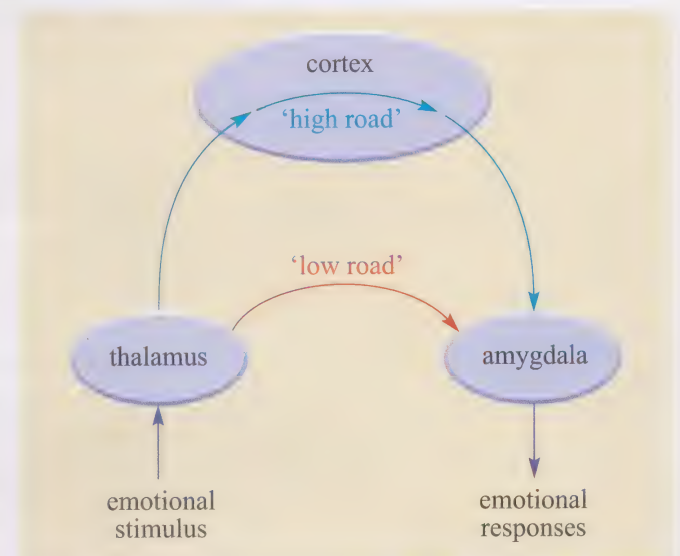 cortex
‘high road’
‘low road’
thalamus
amygdala
emotional
stimulus
emotional
responses